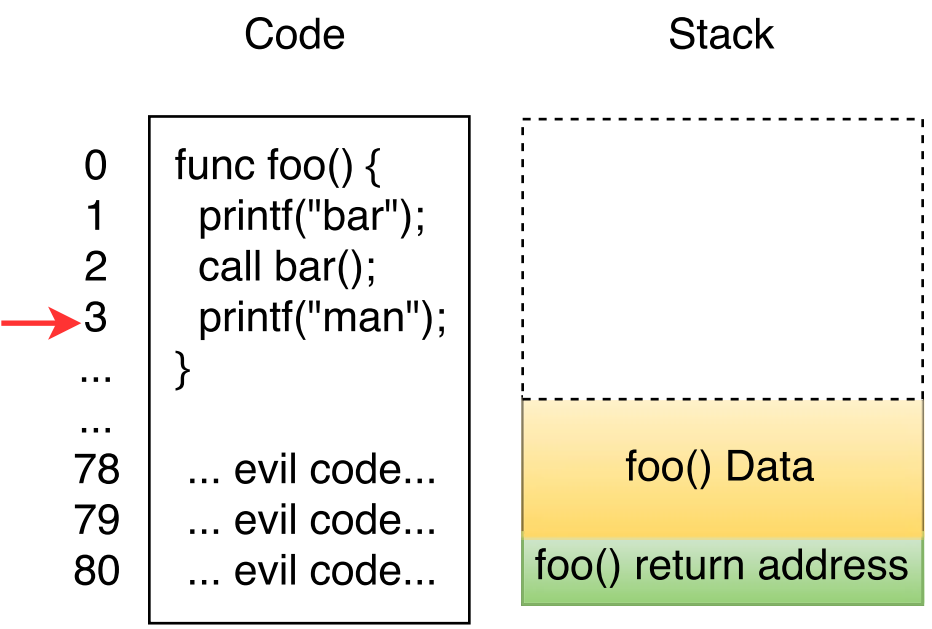 Code
Stack
0 func foo() {
1 printf("bar");
2 call bar();
3 printf("man");
... }
...
78 ... evil code...
79 ... evil code...
80 ... evil code...
foo() Data
foo() return address